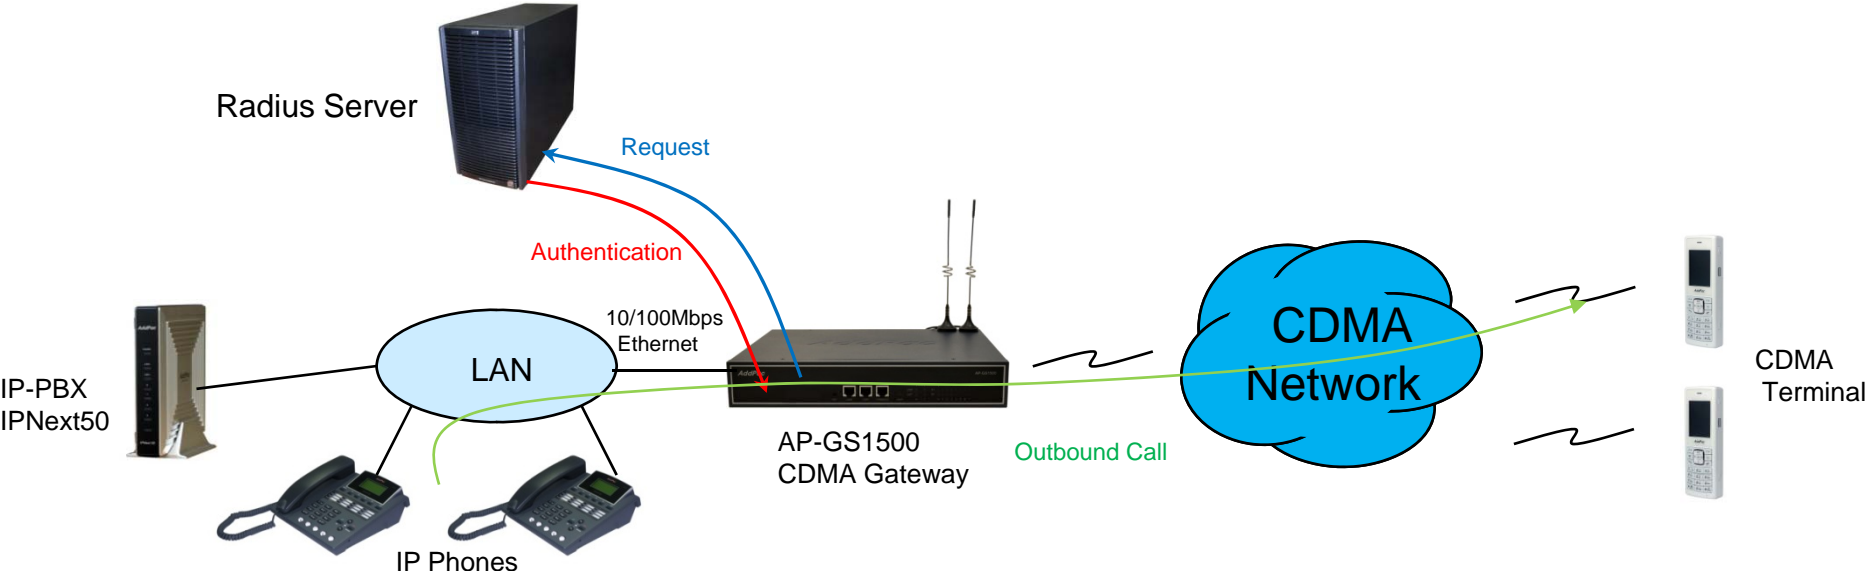 Radius Server
Request
Authentication
10/100Mbps
Ethernet
LAN
IP-PBX
IPNext50
AddPac
AP-GS1500
CDMA Gateway
Outbound Call
CDMA
Network
CDMA
Terminal
IP Phones